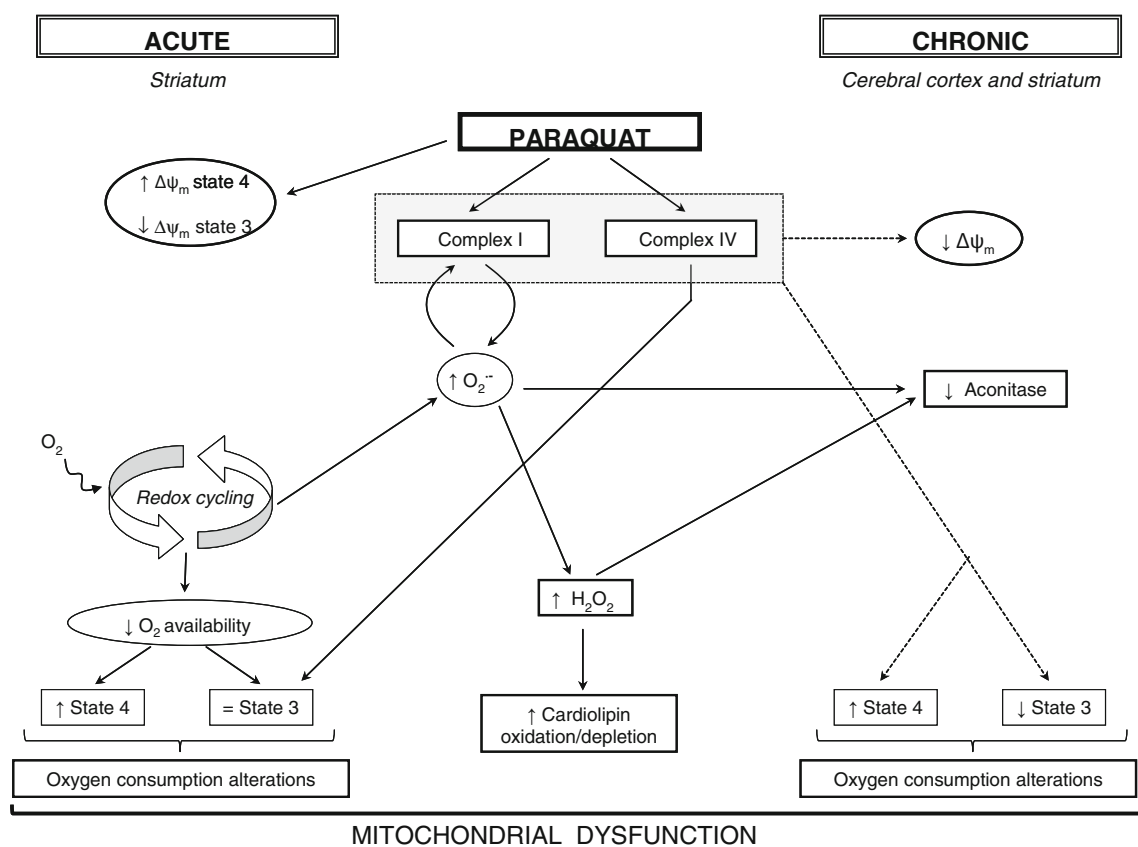 ACUTE
CHRONIC
Striatum
Cerebral cortex and striatum
PARAQUAT
↑ Δψm state 4
↓ Δψm state 3
Complex I
Complex IV
↓ Δψm
↑ O2·-
↓ Aconitase
O2
Redox cycling
↑ H2O2
↓ O2 availability
↑ State 4
= State 3
↑ Cardiolipin
oxidation/depletion
↑ State 4
↓ State 3
Oxygen consumption alterations
Oxygen consumption alterations
MITOCHONDRIAL DYSFUNCTION